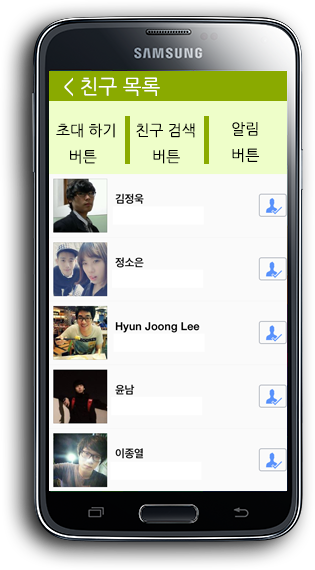 SAMSUNG
< 친구 목록
초대 하기 친구 검색 알림
버튼 버튼 버튼
김정욱
정소은
Hyun Joong Lee
윤남
이종열